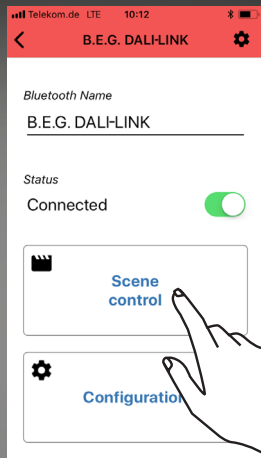 Telekom.de LTE 10:12
B.E.G. DALI-LINK
Bluetooth Name
B.E.G. DALI-LINK
Status
Connected
Scene
control
Configuration